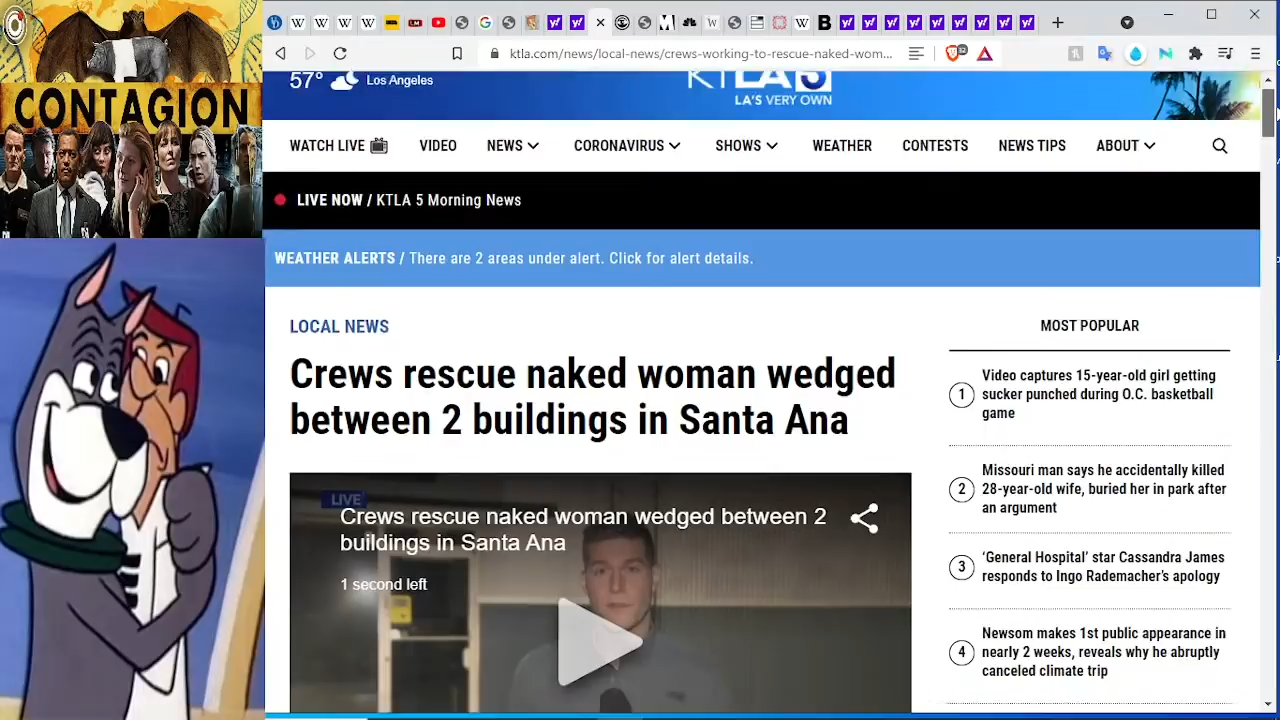 CONTAGION
ktla.com/news/local-news/crews-working-to-rescue-naked-wom...
57° Los Angeles
KTLA 5
LA'S VERY OWN
WATCH LIVE VIDEO NEWS CORONAVIRUS SHOWS WEATHER CONTESTS NEWS TIPS ABOUT
LIVE NOW / KTLA 5 Morning News
WEATHER ALERTS / There are 2 areas under alert. Click for alert details.
LOCAL NEWS
Crews rescue naked woman wedged
between 2 buildings in Santa Ana
LIVE
Crews rescue naked woman wedged between 2
buildings in Santa Ana
1 second left
MOST POPULAR
1
Video captures 15-year-old girl getting
sucker punched during O.C. basketball
game
2
Missouri man says he accidentally killed
28-year-old wife, buried her in park after
an argument
3
‘General Hospital’ star Cassandra James
responds to Ingo Rademacher’s apology
4
Newsom makes 1st public appearance in
nearly 2 weeks, reveals why he abruptly
canceled climate trip